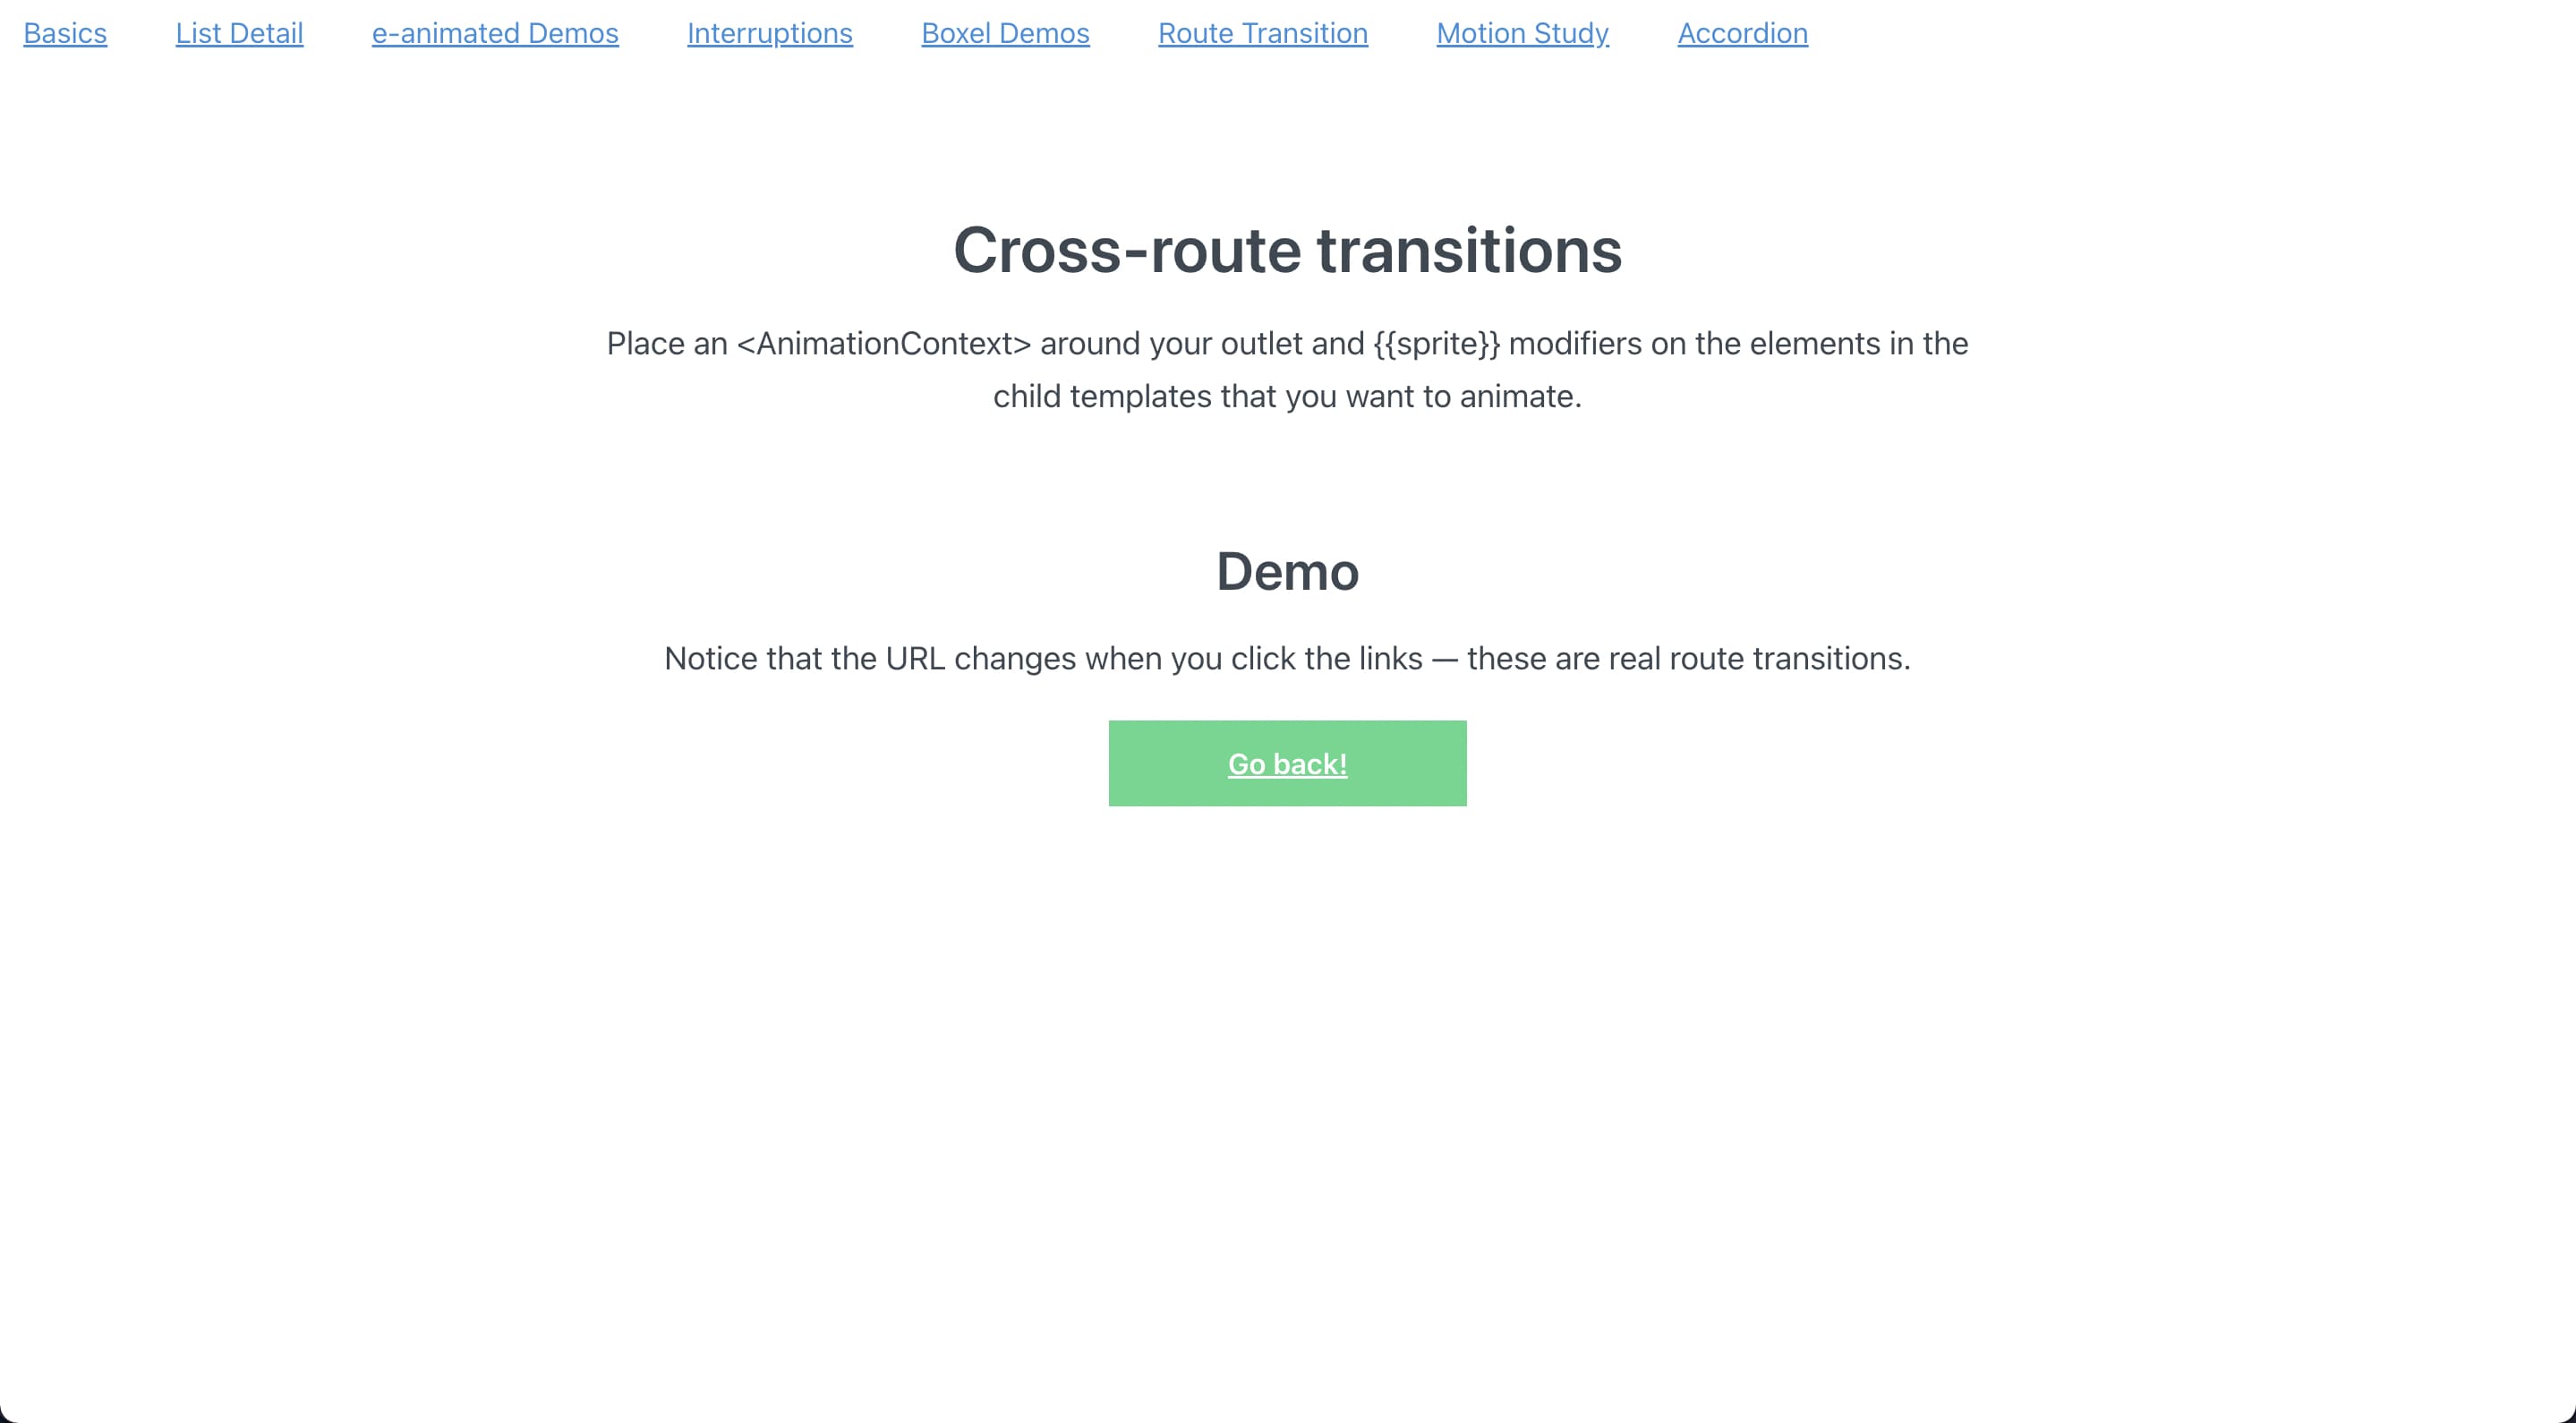 Basics List Detail e-animated Demos Interruptions Boxel Demos Route Transition Motion Study Accordion
Cross-route transitions
Place an <AnimationContext> around your outlet and {{sprite}} modifiers on the elements in the
child templates that you want to animate.
Demo
Notice that the URL changes when you click the links — these are real route transitions.
Go back!